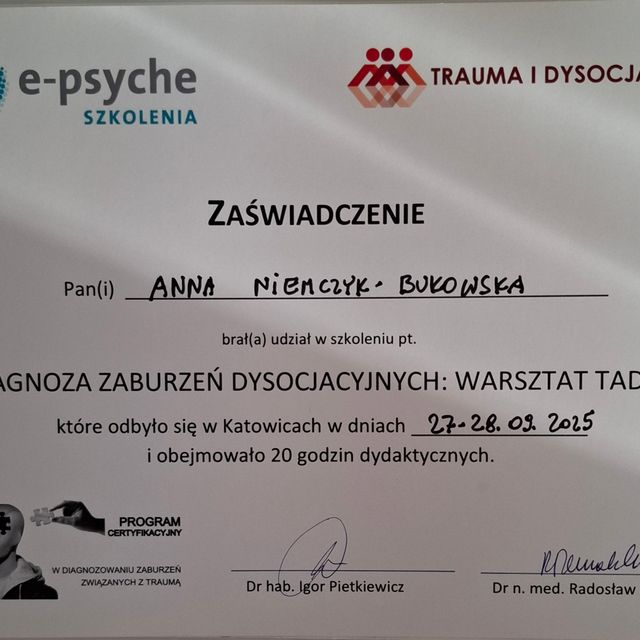 e-psyche
SZKOLENIA
TRAUMA I DYSOCJA
ZAŚWIADCZENIE
Pan(i) ANNA NIEMCZYK-BUKOWSKA
brał(a) udział w szkoleniu pt.
AGNOZA ZABURZEŃ DYSOCJACYJNYCH: WARSZTAT TAD
które odbyło się w Katowicach w dniach 27-28.09.2025
i obejmowało 20 godzin dydaktycznych.
PROGRAM
CERTYFIKACYJNY
W DIAGNOZOWANIU ZABURZEŃ
ZWIĄZANYCH Z TRAUMĄ
Dr hab. Igor Pietkiewicz
Dr n. med. Radosław